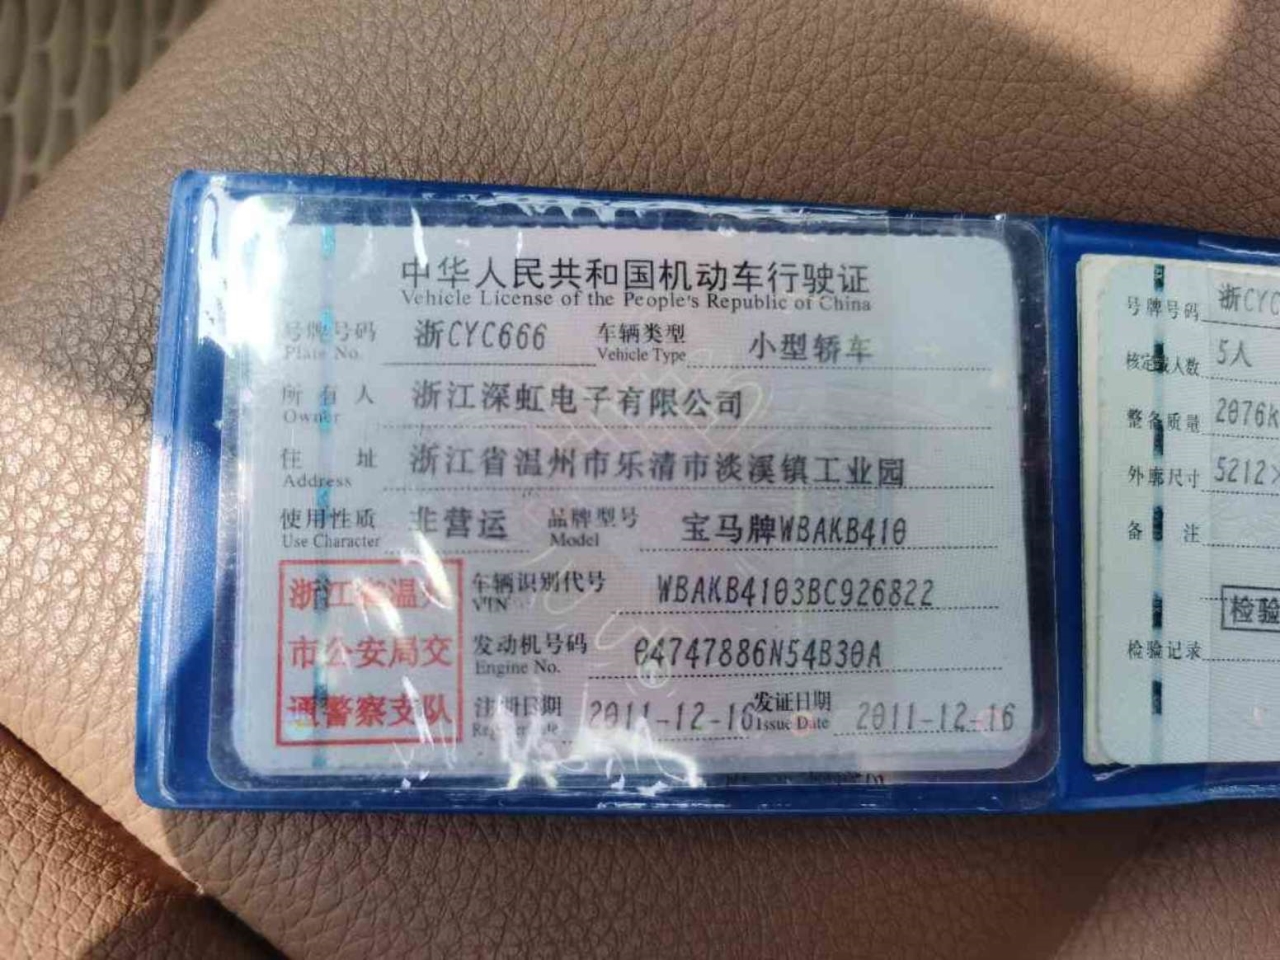 中华人民共和国机动车行驶证
Vehicle License of the People's Republic of China
号牌号码 浙CYC666 车辆类型 小型轿车
Plate No. Vehicle Type
所有人 浙江深虹电子有限公司
Owner
住址 浙江省温州市乐清市淡溪镇工业园
Address
使用性质 非营运 品牌型号 宝马牌WBAKB410
Use Character Model
浙江省温州
市公安局交
通警察支队
车辆识别代号 WBAKB4103BC926822
VIN
发动机号码 04747886N54B30A
Engine No.
注册日期 2011-12-16 发证日期 2011-12-16
Issue Date
号牌号码 浙CYC
核定载人数 5人
整备质量 2076K
外廓尺寸 5212×
备注
检验
检验记录